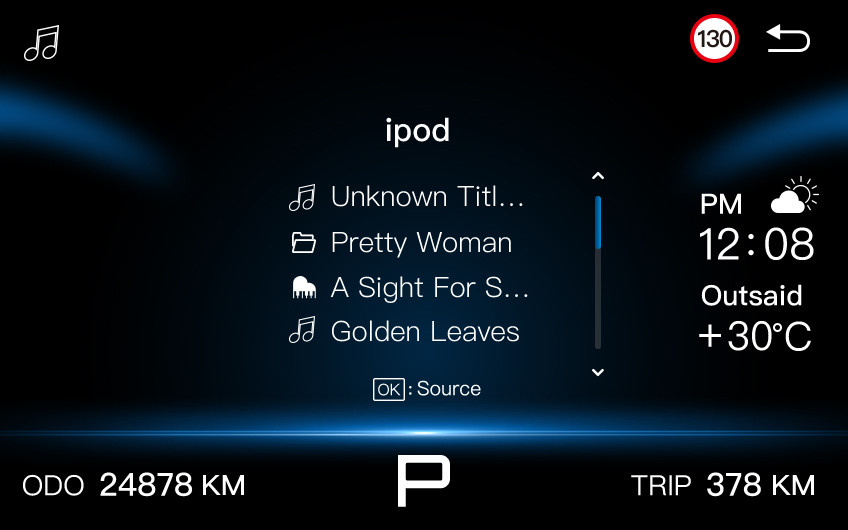 130
ipod
Unknown Titl...
Pretty Woman
A Sight For S...
Golden Leaves
OK : Source
PM
12:08
Outsaid
+30°C
ODO 24878 KM
P
TRIP 378 KM